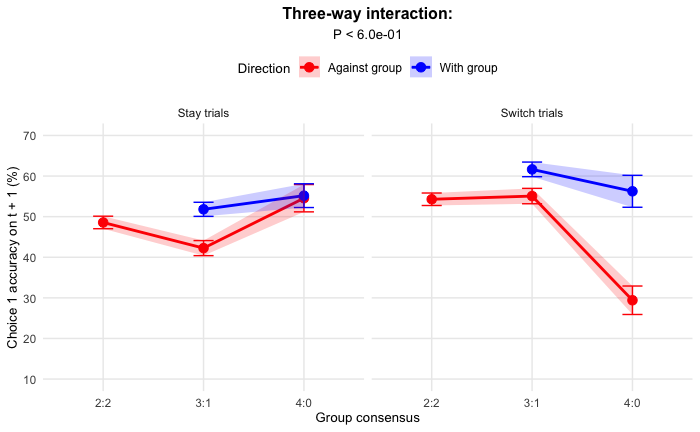 Three-way interaction:
P < 6.0e-01
Direction Against group With group
Stay trials Switch trials
Choice 1 accuracy on t + 1 (%)
70
60
50
40
30
20
10
2:2 3:1 4:0 2:2 3:1 4:0
Group consensus